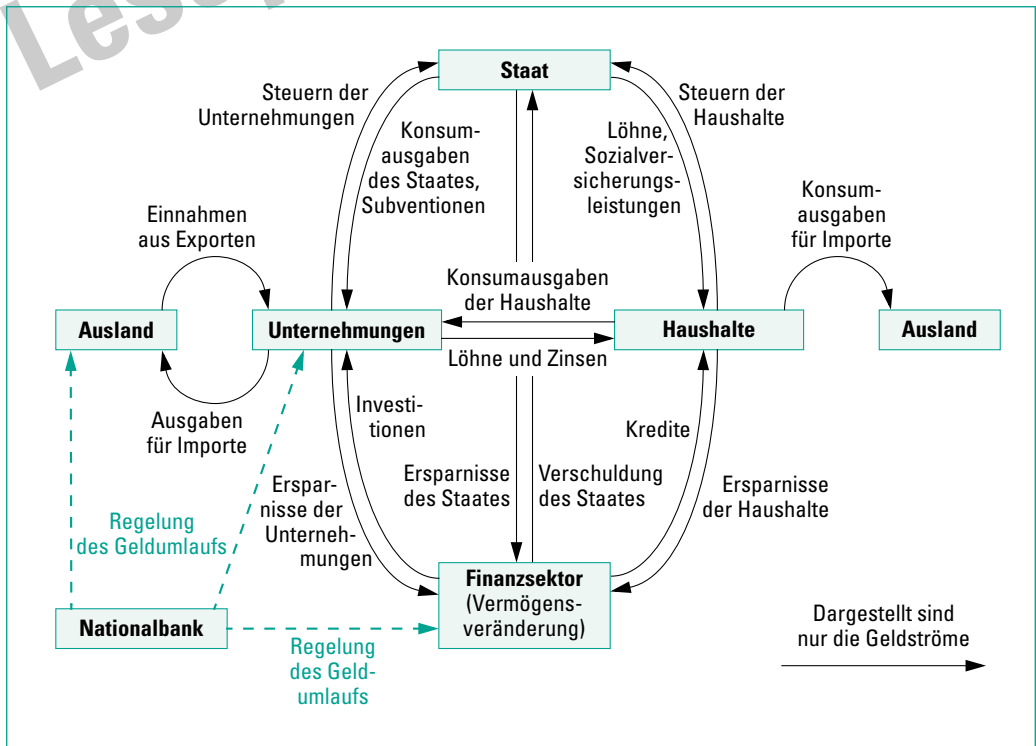 Lesep
Staat
Steuern der
Unternehmungen
Konsum-
ausgaben
des Staates,
Subventionen
Löhne,
Sozialver-
sicherungs-
leistungen
Steuern der
Haushalte
Einnahmen
aus Exporten
Konsum-
ausgaben
für Importe
Konsumausgaben
der Haushalte
Ausland
Unternehmungen
Haushalte
Ausland
Löhne und Zinsen
Ausgaben
für Importe
Investi-
tionen
Kredite
Erspar-
nisse der
Unterneh-
mungen
Ersparnisse
des Staates
Verschuldung
des Staates
Ersparnisse
der Haushalte
Regelung
des Geldumlaufs
Finanzsektor
(Vermögens-
veränderung)
Nationalbank
Regelung
des Geld-
umlaufs
Dargestellt sind
nur die Geldströme